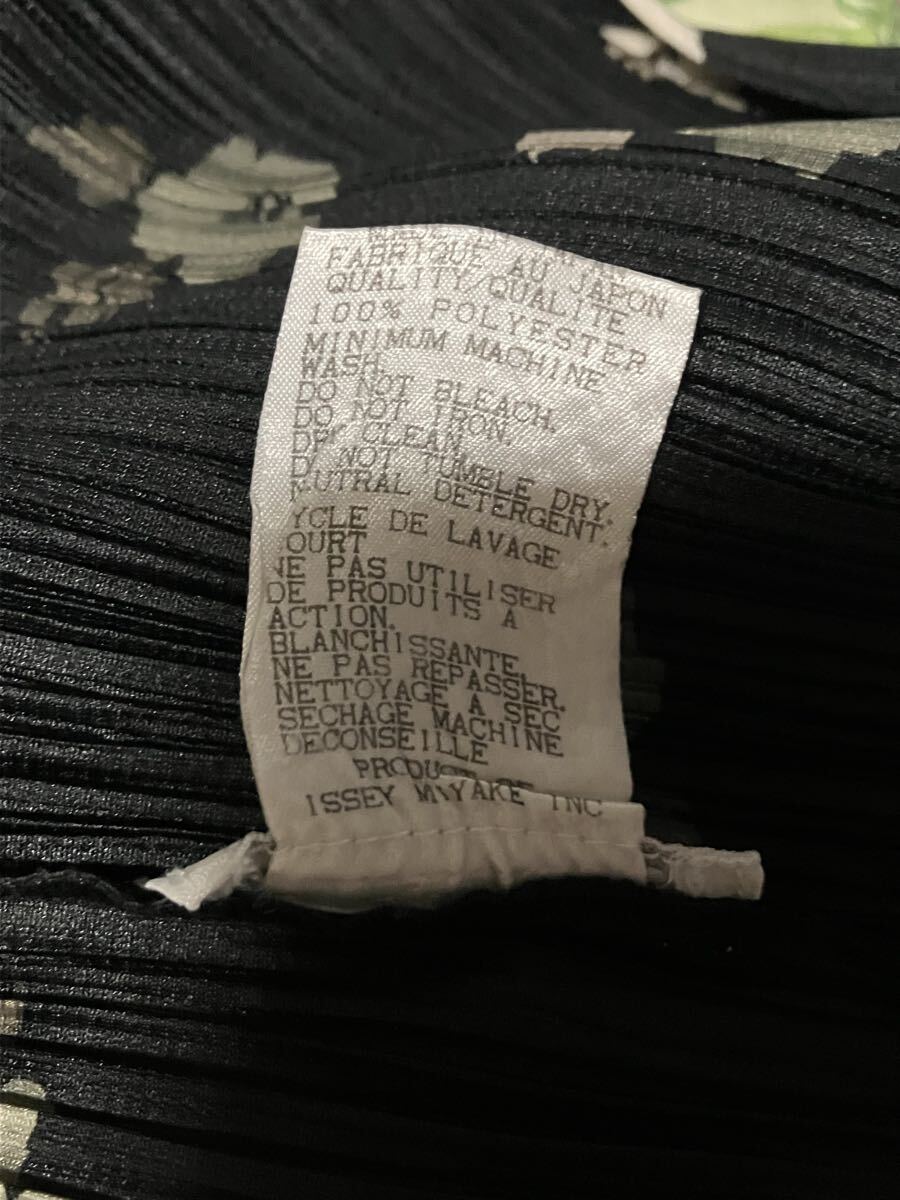 FABRIQUE AU JAPON
QUALITY/QUALITE
100% POLYESTER
MINIMUM MACHINE
WASH.
DO NOT BLEACH.
DO NOT IRON.
DRY CLEAN
DO NOT TUMBLE DRY.
NEUTRAL DETERGENT.
YCLE DE LAVAGE
OURT
NE PAS UTILISER
DE PRODUITS A
ACTION.
BLANCHISSANTE.
NE PAS REPASSER.
NETTOYAGE A SEC
SECHAGE MACHINE
DECONSEILLE
ISSEY MIYAKE INC